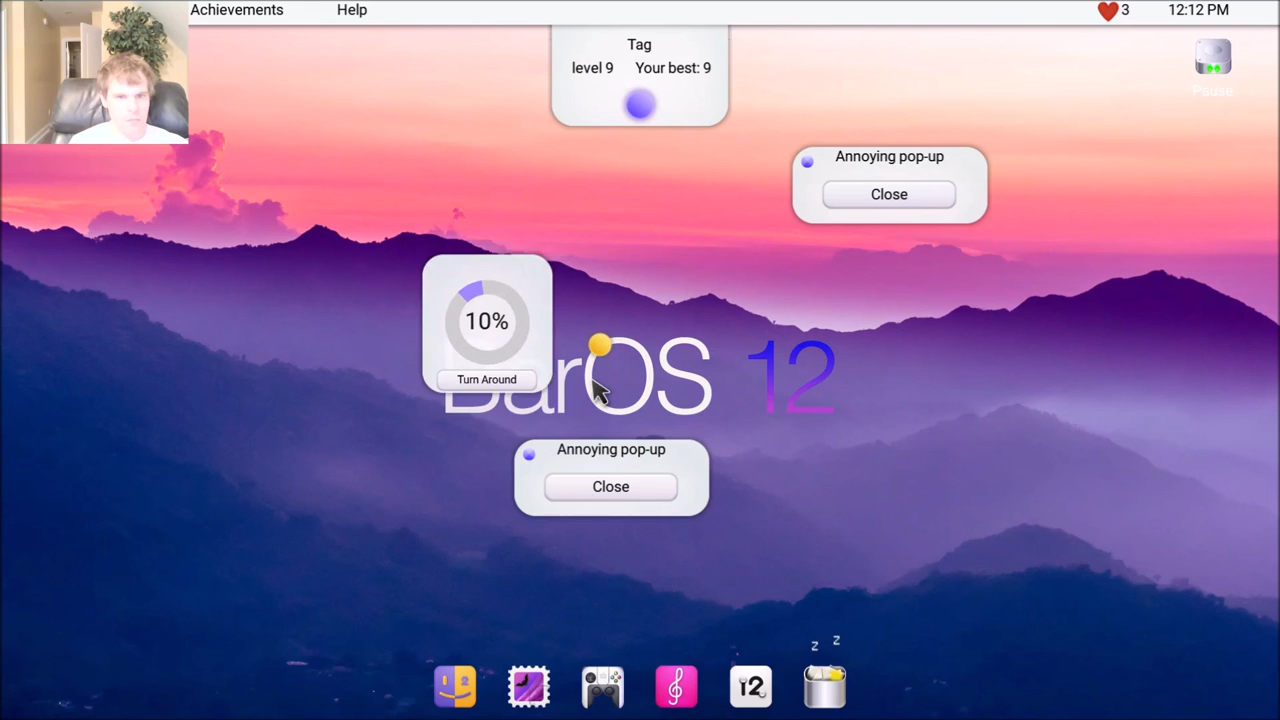 Achievements
Help
3
12:12 PM
Tag
level 9
Your best: 9
Pause
Annoying pop-up
Close
10%
Turn Around
BarOS 12
Annoying pop-up
Close
z z
12